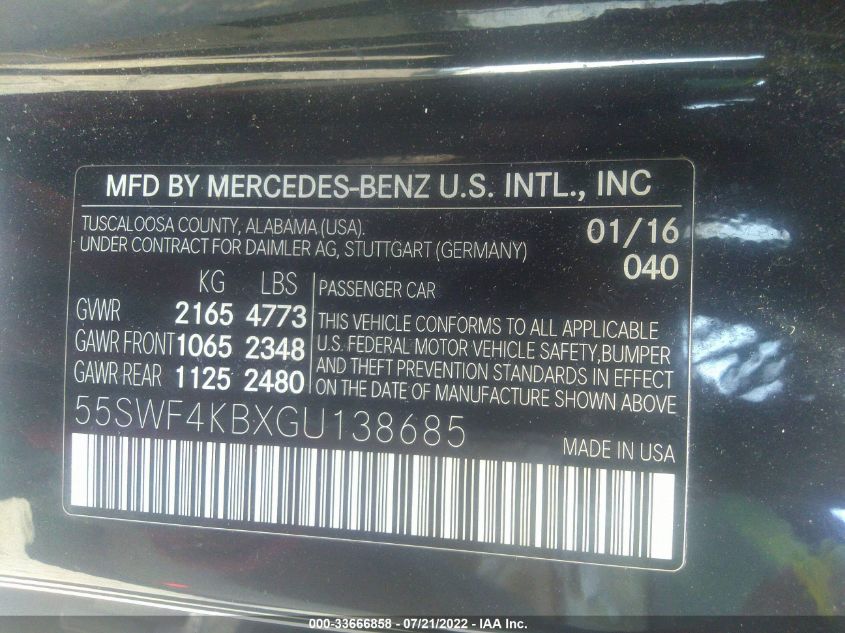 MFD BY MERCEDES-BENZ U.S. INTL., INC
TUSCALOOSA COUNTY, ALABAMA (USA).
UNDER CONTRACT FOR DAIMLER AG, STUTTGART (GERMANY)
01/16
040
KG LBS
GVWR 2165 4773
GAWR FRONT 1065 2348
GAWR REAR 1125 2480
PASSENGER CAR
THIS VEHICLE CONFORMS TO ALL APPLICABLE
U.S. FEDERAL MOTOR VEHICLE SAFETY,BUMPER
AND THEFT PREVENTION STANDARDS IN EFFECT
ON THE DATE OF MANUFACTURE SHOWN ABOVE
55SWF4KBXGU138685
MADE IN USA
000-33666858 - 07/21/2022 - IAA Inc.